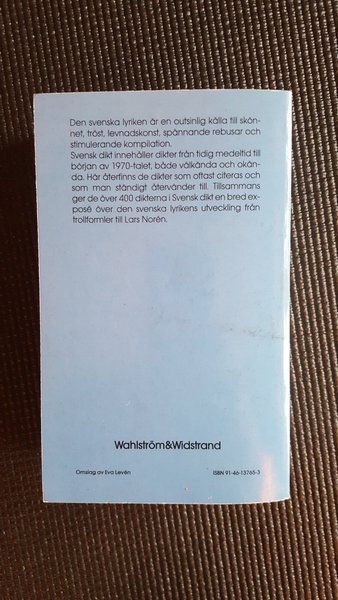 Den svenska lyriken är en outsinlig källa till skön-
net, tröst, levnadskonst, spännande rebusar och
stimulerande kompilation.
Svensk dikt innehåller dikter från tidig medeltid till
början av 1970-talet, både välkända och okän-
da. Här återfinns de dikter som oftast citeras och
som man ständigt återvänder till. Tillsammans
ger de över 400 dikterna i Svensk dikt en bred ex-
posé över den svenska lyrikens utveckling från
trollformler till Lars Norén.
Wahlström&Widstrand
Omslag av Eva Levén
ISBN 91-46-13765-3